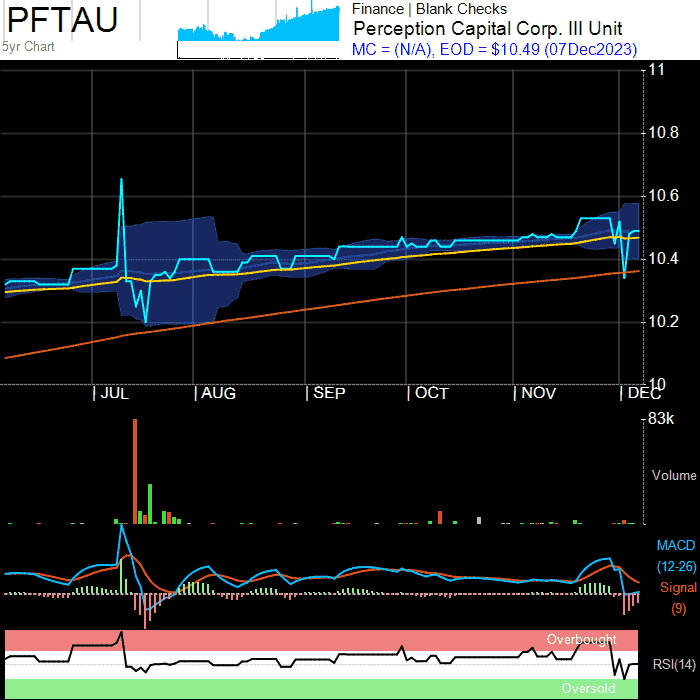 PFTAU
5yr Chart
Finance | Blank Checks
Perception Capital Corp. III Unit
MC = (N/A), EOD = $10.49 (07Dec2023)
11
10.8
10.6
10.4
10.2
10
JUL AUG SEP OCT NOV DEC
83k
Volume
MACD
(12-26)
Signal
(9)
Overbought
RSI(14)
Oversold